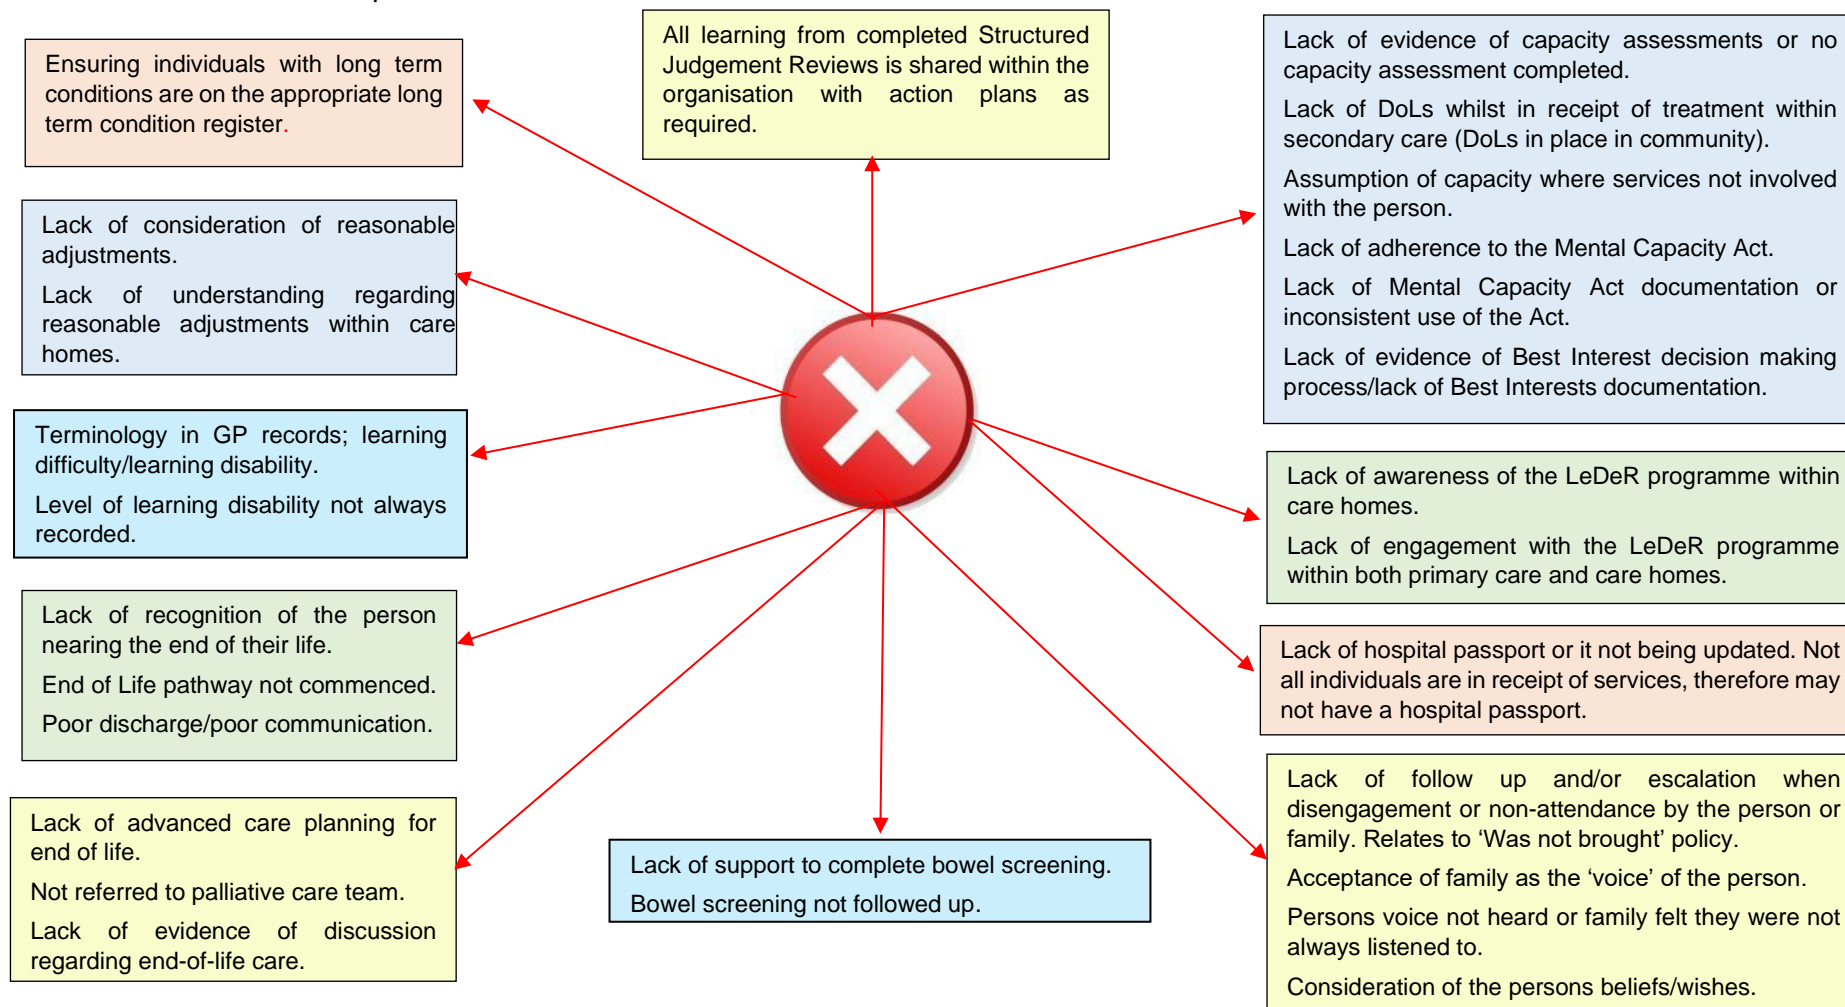 Ensuring individuals with long term
conditions are on the appropriate long
term condition register.
All learning from completed Structured
Judgement Reviews is shared within the
organisation with action plans as
required.
Lack of evidence of capacity assessments or no
capacity assessment completed.
Lack of DoLs whilst in receipt of treatment within
secondary care (DoLs in place in community).
Assumption of capacity where services not involved
with the person.
Lack of adherence to the Mental Capacity Act.
Lack of Mental Capacity Act documentation or
inconsistent use of the Act.
Lack of evidence of Best Interest decision making
process/lack of Best Interests documentation.
Lack of consideration of reasonable
adjustments.
Lack of understanding regarding
reasonable adjustments within care
homes.
Terminology in GP records; learning
difficulty/learning disability.
Level of learning disability not always
recorded.
Lack of awareness of the LeDeR programme within
care homes.
Lack of engagement with the LeDeR programme
within both primary care and care homes.
Lack of recognition of the person
nearing the end of their life.
End of Life pathway not commenced.
Poor discharge/poor communication.
Lack of hospital passport or it not being updated. Not
all individuals are in receipt of services, therefore may
not have a hospital passport.
Lack of advanced care planning for
end of life.
Not referred to palliative care team.
Lack of evidence of discussion
regarding end-of-life care.
Lack of support to complete bowel screening.
Bowel screening not followed up.
Lack of follow up and/or escalation when
disengagement or non-attendance by the person or
family. Relates to ‘Was not brought’ policy.
Acceptance of family as the ‘voice’ of the person.
Persons voice not heard or family felt they were not
always listened to.
Consideration of the persons beliefs/wishes.